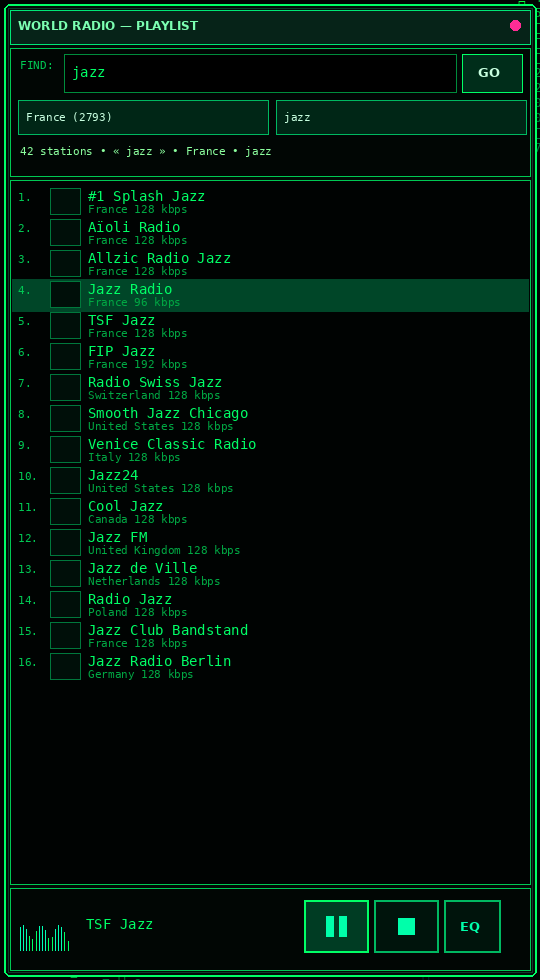 WORLD RADIO — PLAYLIST
FIND:
jazz
GO
France (2793)
jazz
42 stations • « jazz » • France • jazz
1.
#1 Splash Jazz
France 128 kbps
2.
Aïoli Radio
France 128 kbps
3.
Allzic Radio Jazz
France 128 kbps
4.
Jazz Radio
France 96 kbps
5.
TSF Jazz
France 128 kbps
6.
FIP Jazz
France 192 kbps
7.
Radio Swiss Jazz
Switzerland 128 kbps
8.
Smooth Jazz Chicago
United States 128 kbps
9.
Venice Classic Radio
Italy 128 kbps
10.
Jazz24
United States 128 kbps
11.
Cool Jazz
Canada 128 kbps
12.
Jazz FM
United Kingdom 128 kbps
13.
Jazz de Ville
Netherlands 128 kbps
14.
Radio Jazz
Poland 128 kbps
15.
Jazz Club Bandstand
France 128 kbps
16.
Jazz Radio Berlin
Germany 128 kbps
TSF Jazz
EQ